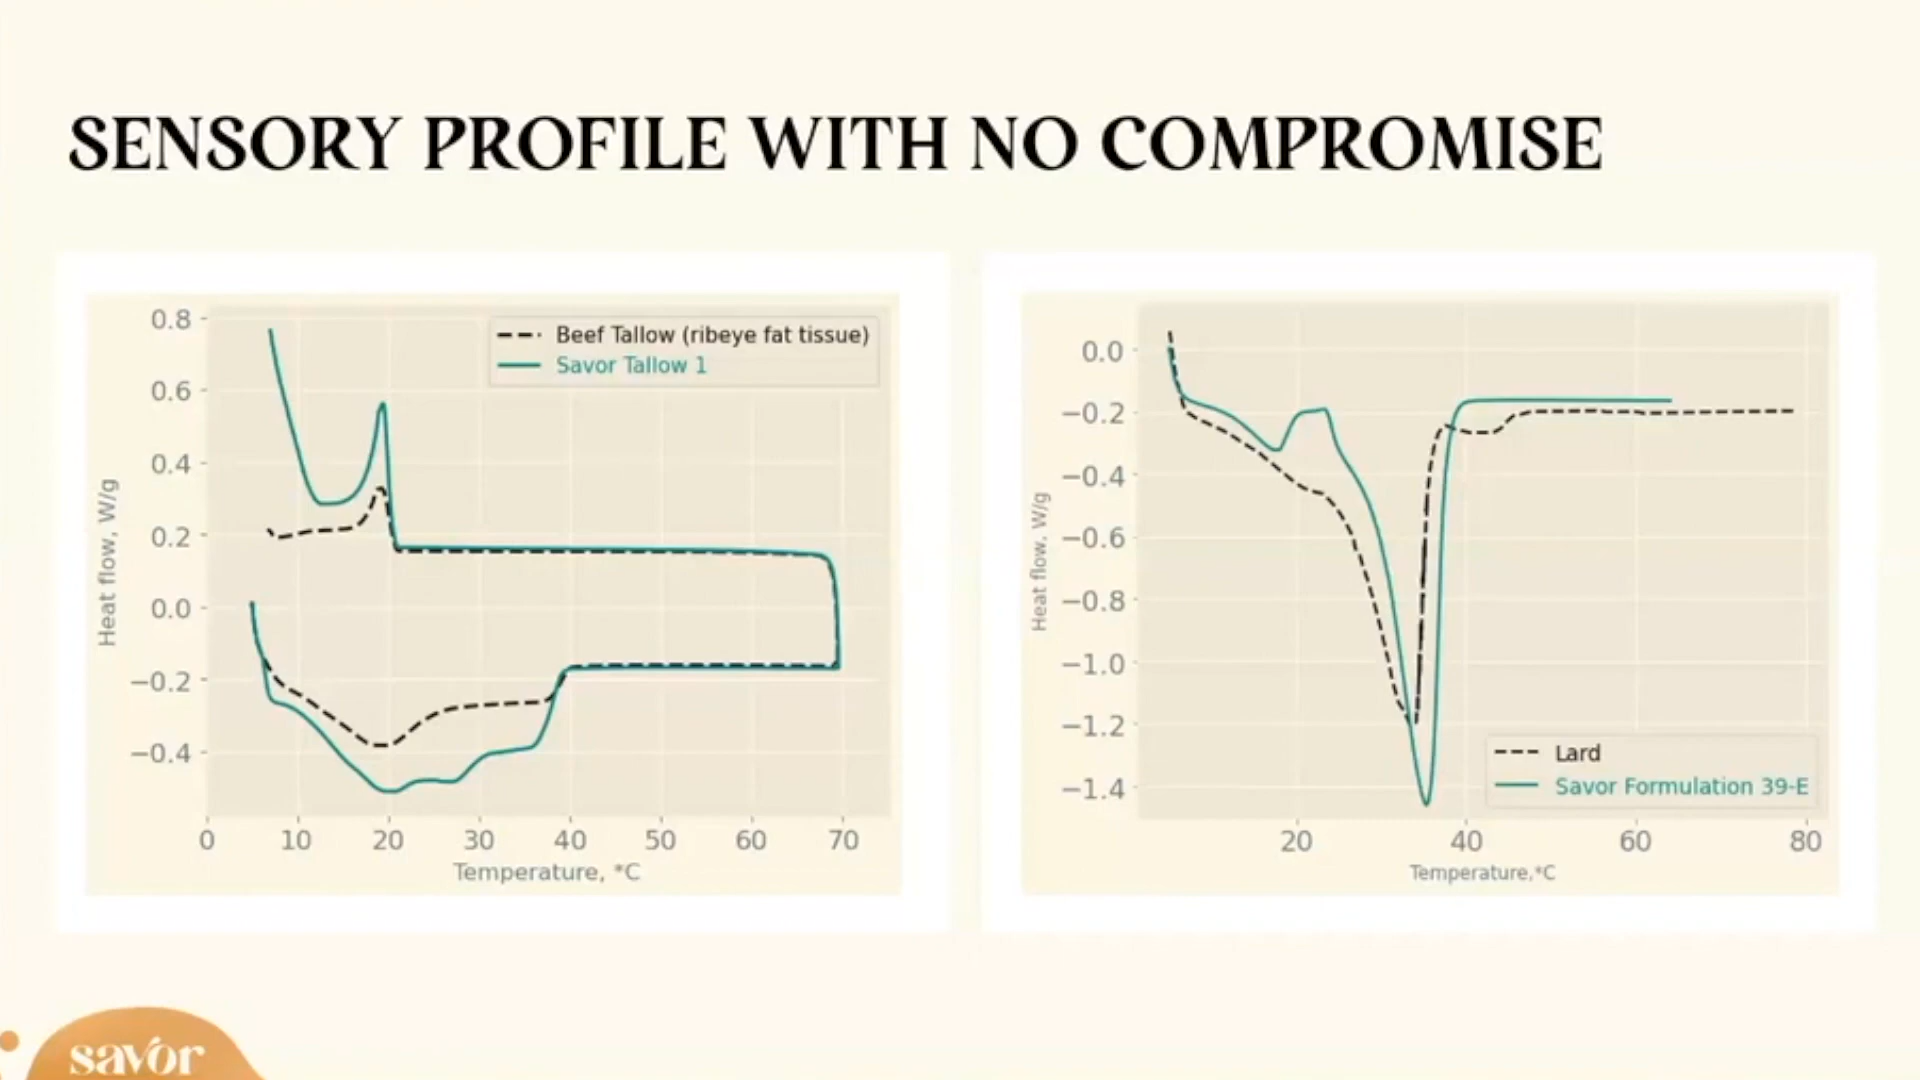 SENSORY PROFILE WITH NO COMPROMISE
0.8
0.6
0.4
0.2
0.0
−0.2
−0.4
Heat flow, W/g
Beef Tallow (ribeye fat tissue)
Savor Tallow 1
0 10 20 30 40 50 60 70
Temperature, *C
0.0
−0.2
−0.4
−0.6
−0.8
−1.0
−1.2
−1.4
Heat flow, W/g
Lard
Savor Formulation 39-E
20 40 60 80
Temperature,*C
savor